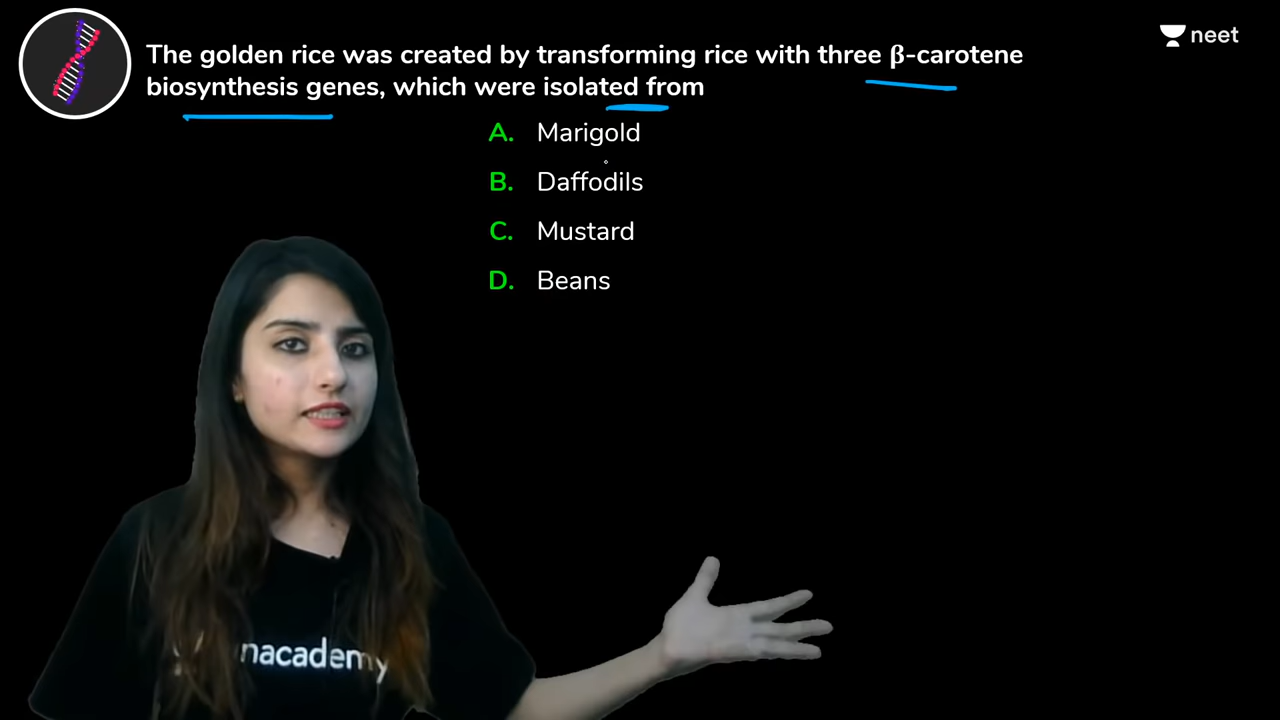 neet
The golden rice was created by transforming rice with three β-carotene
biosynthesis genes, which were isolated from
A. Marigold
B. Daffodils
C. Mustard
D. Beans
nacademy